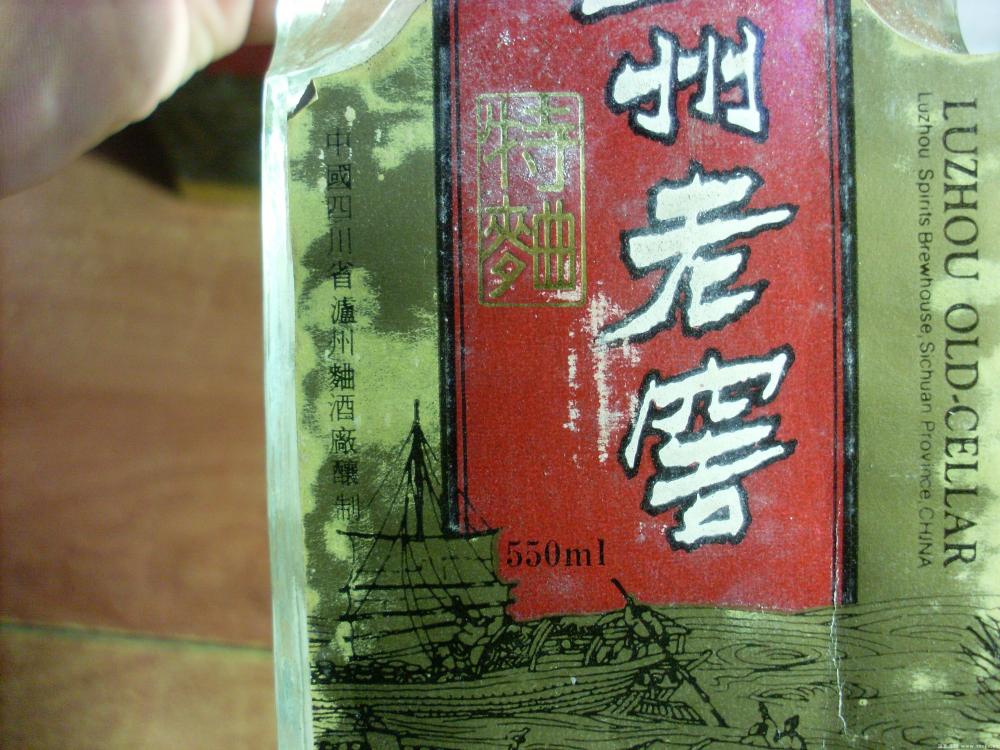 州老窖
特麯
中國四川省瀘州麯酒廠釀制
550ml
LUZHOU OLD-CELLAR
Luzhou Spirits Brewhouse, Sichuan Province, CHINA